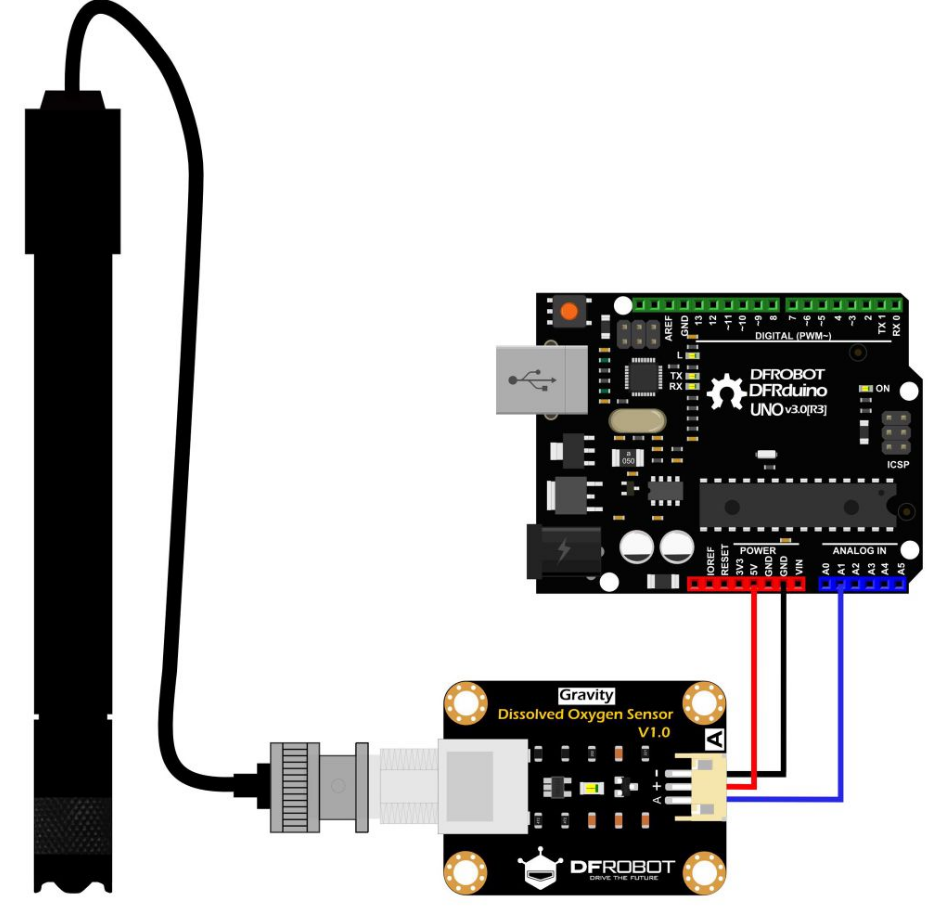 AREF
GND
13
12
~11
~10
~9
8
7
~6
~5
4
~3
2
TX 1
RX 0
DIGITAL (PWM~)
L
TX
RX
DFROBOT
DFRduino
UNO v3.0[R3]
ON
ICSP
050
POWER
ANALOG IN
IOREF
RESET
3V3
5V
GND
GND
VIN
A0
A1
A2
A3
A4
A5
Gravity
Dissolved Oxygen Sensor
V1.0
A
-
+
A
DFROBOT
DRIVE THE FUTURE